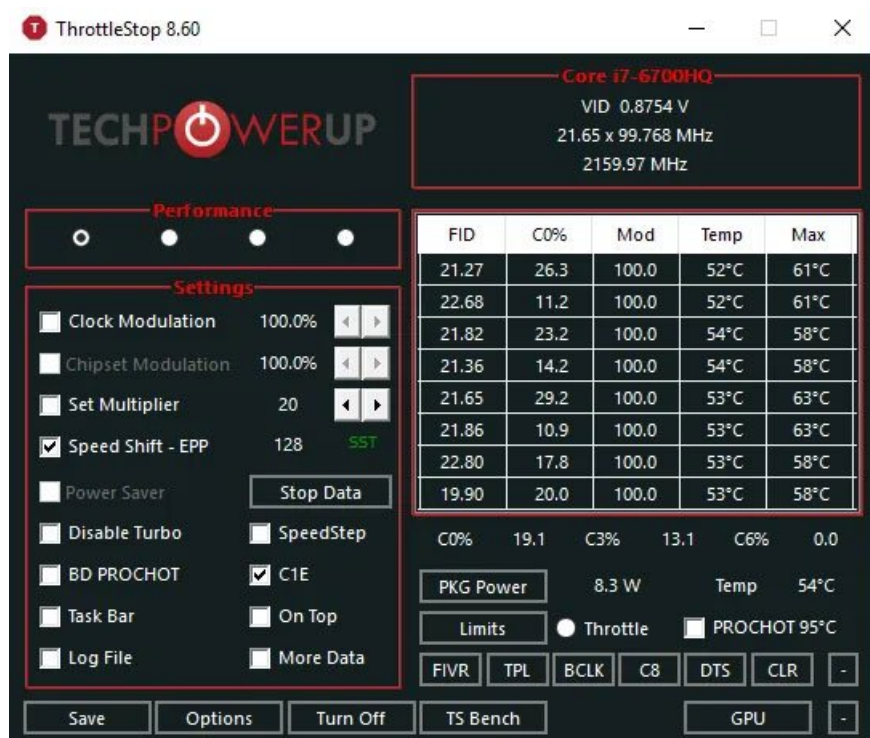 ThrottleStop 8.60
TECHPOWERUP
Core i7-6700HQ
VID 0.8754 V
21.65 x 99.768 MHz
2159.97 MHz
Performance
FID C0% Mod Temp Max
21.27 26.3 100.0 52°C 61°C
22.68 11.2 100.0 52°C 61°C
21.82 23.2 100.0 54°C 58°C
21.36 14.2 100.0 54°C 58°C
21.65 29.2 100.0 53°C 63°C
21.86 10.9 100.0 53°C 63°C
22.80 17.8 100.0 53°C 58°C
19.90 20.0 100.0 53°C 58°C
Settings
Clock Modulation 100.0%
Chipset Modulation 100.0%
Set Multiplier 20
Speed Shift - EPP 128 SST
Power Saver Stop Data
Disable Turbo SpeedStep
BD PROCHOT C1E
Task Bar On Top
Log File More Data
C0% 19.1 C3% 13.1 C6% 0.0
PKG Power 8.3 W Temp 54°C
Limits Throttle PROCHOT 95°C
FIVR TPL BCLK C8 DTS CLR -
Save Options Turn Off TS Bench GPU -